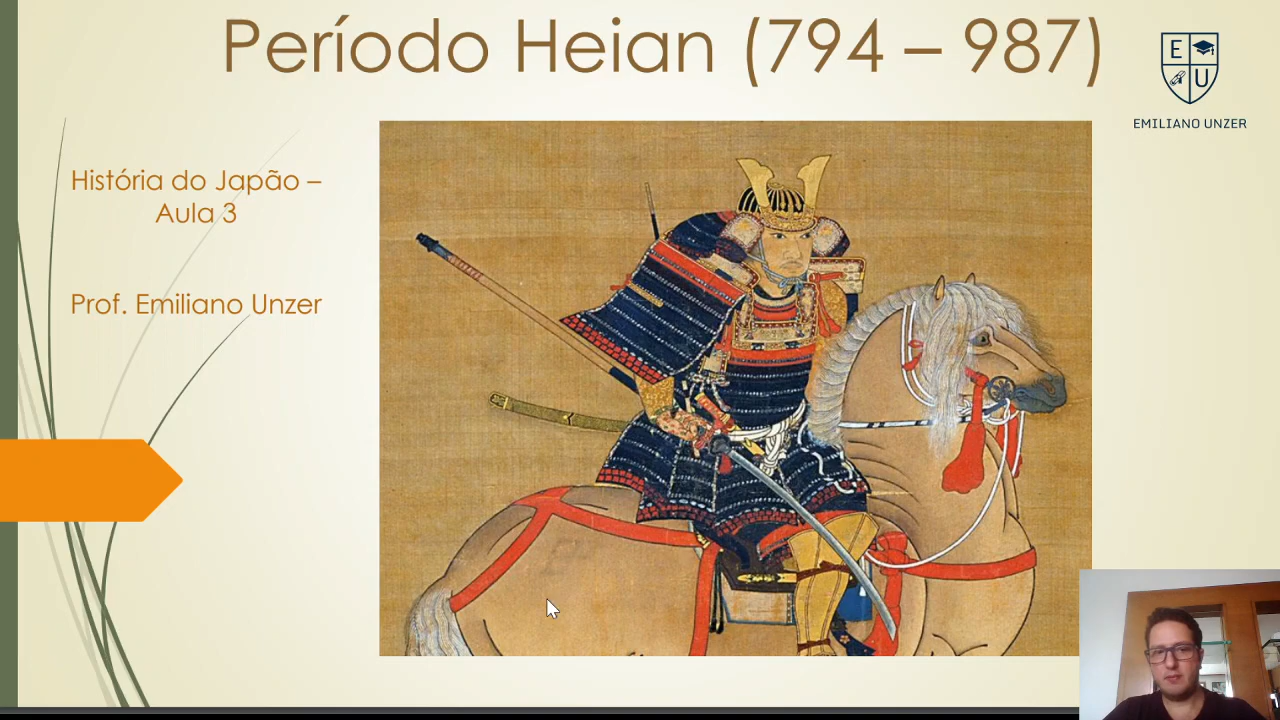 Período Heian (794 – 987)
E
U
EMILIANO UNZER
História do Japão –
Aula 3
Prof. Emiliano Unzer